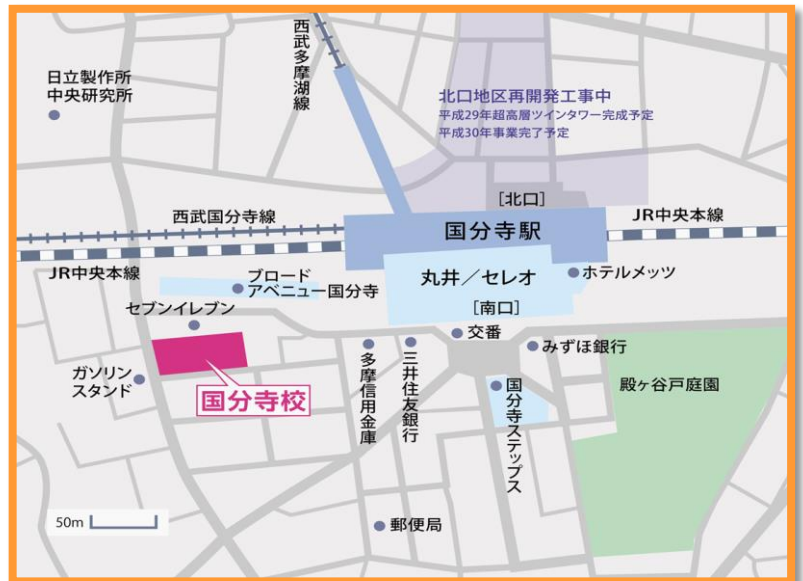 西武多摩湖線
日立製作所
中央研究所
北口地区再開発工事中
平成29年超高層ツインタワー完成予定
平成30年事業完了予定
[北口]
西武国分寺線
国分寺駅
JR中央本線
JR中央本線
ブロード
アベニュー国分寺
丸井／セレオ
ホテルメッツ
セブンイレブン
[南口]
交番
みずほ銀行
ガソリン
スタンド
国分寺校
多摩信用金庫
三井住友銀行
国分寺ステップス
殿ヶ谷戸庭園
50m
郵便局